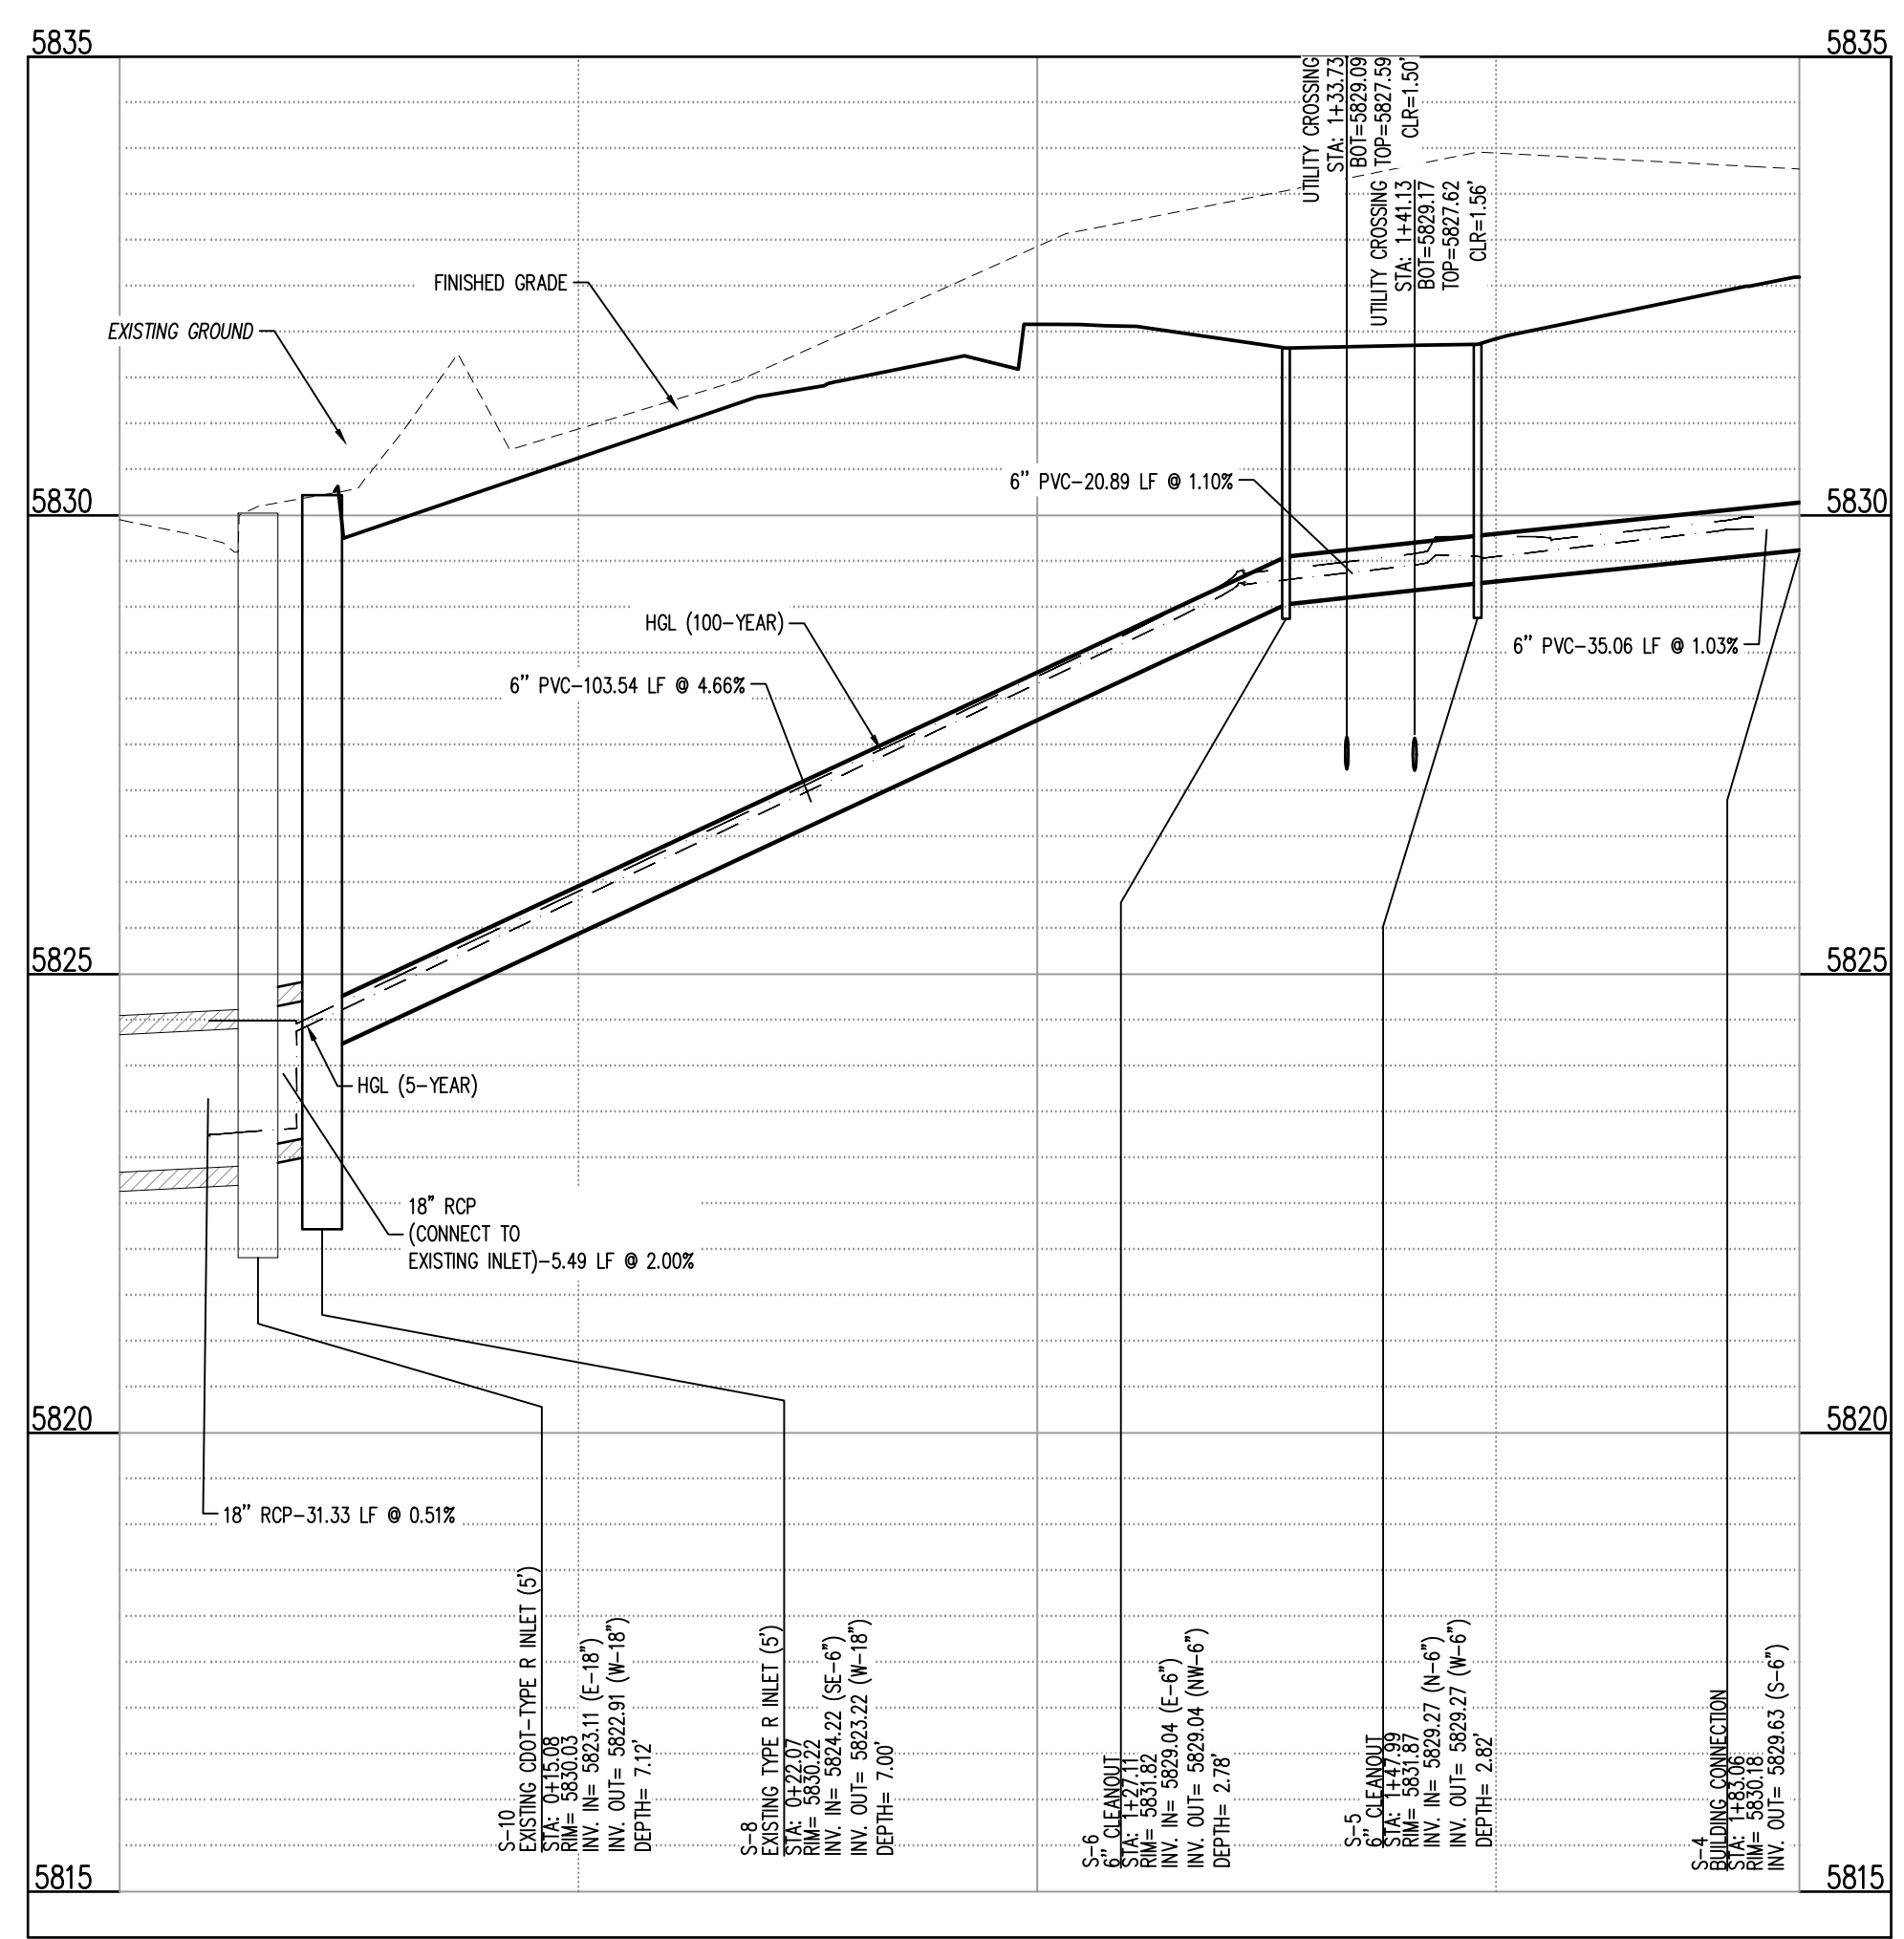 5835
5835
UTILITY CROSSING
STA: 1+33.73
BOT=5829.09
TOP=5827.59
CLR=1.50'
UTILITY CROSSING
STA: 1+41.13
BOT=5829.17
TOP=5827.62
CLR=1.56'
FINISHED GRADE
EXISTING GROUND
6" PVC-20.89 LF @ 1.10%
5830
5830
HGL (100-YEAR)
6" PVC-35.06 LF @ 1.03%
6" PVC-103.54 LF @ 4.66%
5825
5825
HGL (5-YEAR)
18" RCP
(CONNECT TO
EXISTING INLET)-5.49 LF @ 2.00%
5820
5820
18" RCP-31.33 LF @ 0.51%
S-10
EXISTING CDOT-TYPE R INLET (5')
STA: 0+15.08
RIM= 5830.03
INV. IN= 5823.11 (E-18")
INV. OUT= 5822.91 (W-18")
DEPTH= 7.12'
S-8
EXISTING TYPE R INLET (5')
STA: 0+22.07
RIM= 5830.22
INV. IN= 5824.22 (SE-6")
INV. OUT= 5823.22 (W-18")
DEPTH= 7.00'
S-6
6" CLEANOUT
STA: 1+27.11
RIM= 5831.82
INV. IN= 5829.04 (E-6")
INV. OUT= 5829.04 (NW-6")
DEPTH= 2.78'
S-5
6" CLEANOUT
STA: 1+47.99
RIM= 5831.87
INV. IN= 5829.27 (N-6")
INV. OUT= 5829.27 (W-6")
DEPTH= 2.82'
S-4
BUILDING CONNECTION
STA: 1+83.06
RIM= 5830.18
INV. OUT= 5829.63 (S-6")
5815
5815